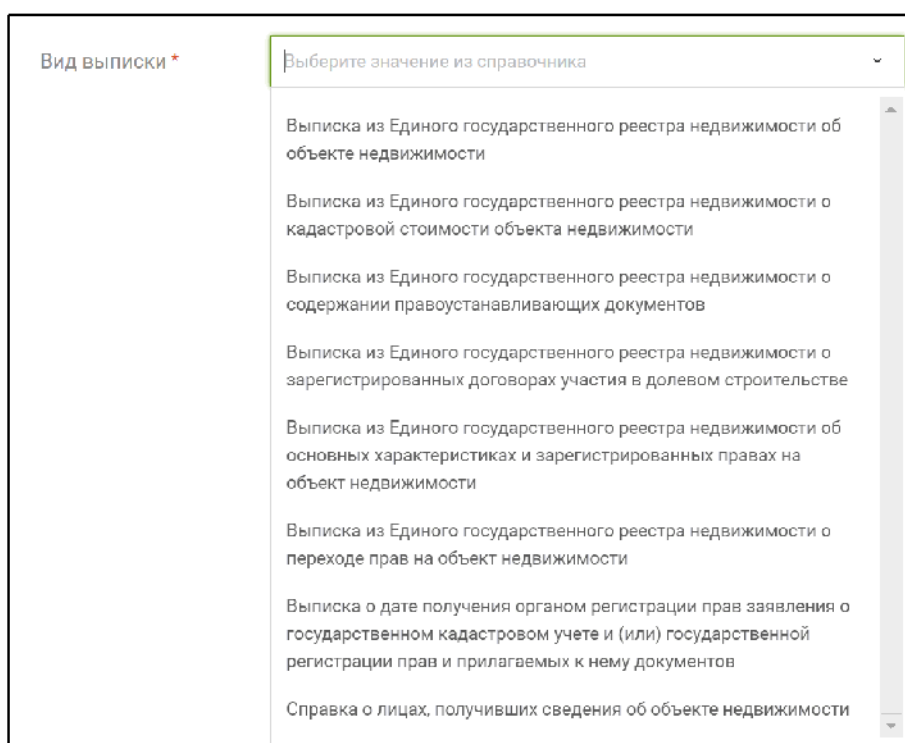 Вид выписки *
Выберите значение из справочника
Выписка из Единого государственного реестра недвижимости об
объекте недвижимости
Выписка из Единого государственного реестра недвижимости о
кадастровой стоимости объекта недвижимости
Выписка из Единого государственного реестра недвижимости о
содержании правоустанавливающих документов
Выписка из Единого государственного реестра недвижимости о
зарегистрированных договорах участия в долевом строительстве
Выписка из Единого государственного реестра недвижимости об
основных характеристиках и зарегистрированных правах на
объект недвижимости
Выписка из Единого государственного реестра недвижимости о
переходе прав на объект недвижимости
Выписка о дате получения органом регистрации прав заявления о
государственном кадастровом учете и (или) государственной
регистрации прав и прилагаемых к нему документов
Справка о лицах, получивших сведения об объекте недвижимости